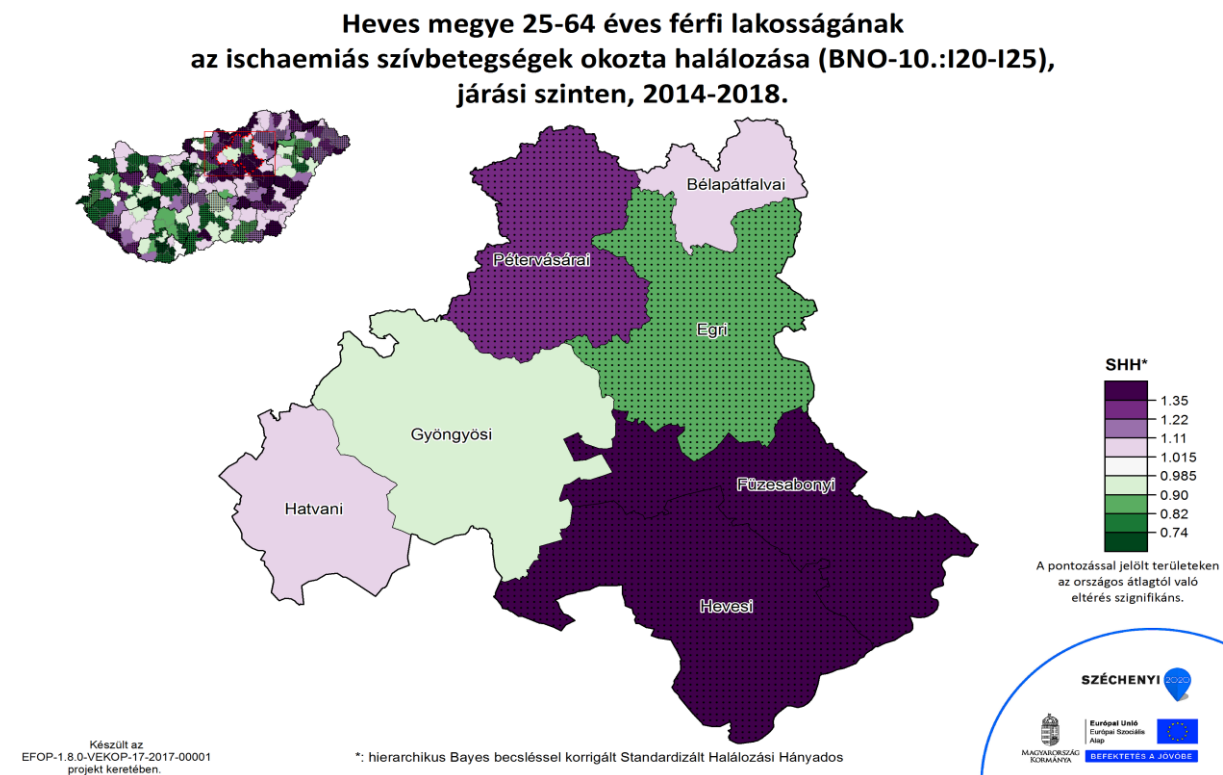 Heves megye 25-64 éves férfi lakosságának
az ischaemiás szívbetegségek okozta halálozása (BNO-10.:I20-I25),
járási szinten, 2014-2018.
Bélapátfalvai
Pétervásárai
Egri
Gyöngyösi
Hatvani
Füzesabonyi
Hevesi
SHH*
1.35
1.22
1.11
1.015
0.985
0.90
0.82
0.74
A pontozással jelölt területeken
az országos átlagtól való
eltérés szignifikáns.
SZÉCHENYI 2020
Magyarország
Kormánya
Európai Unió
Európai Szociális
Alap
BEFEKTETÉS A JÖVŐBE
Készült az
EFOP-1.8.0-VEKOP-17-2017-00001
projekt keretében.
*: hierarchikus Bayes becsléssel korrigált Standardizált Halálozási Hányados